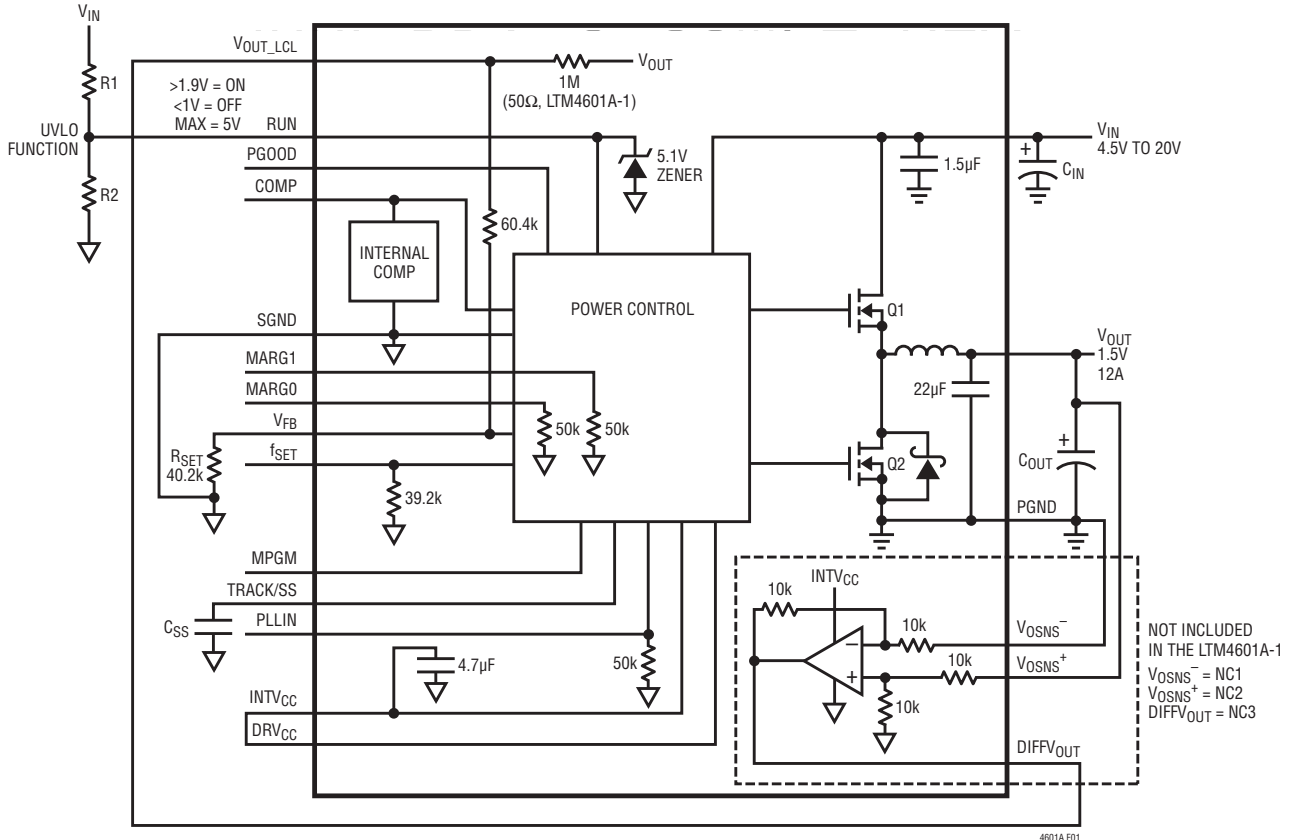 VIN
R1
UVLO
FUNCTION
R2
>1.9V = ON
<1V = OFF
MAX = 5V
VOUT_LCL
RUN
PGOOD
COMP
SGND
MARG1
MARG0
VFB
fSET
RSET
40.2k
MPGM
TRACK/SS
CSS
PLLIN
INTVCC
DRVCC
1M
(50Ω, LTM4601A-1)
VOUT
5.1V
ZENER
60.4k
INTERNAL
COMP
POWER CONTROL
50k
50k
39.2k
4.7µF
50k
1.5µF
CIN
VIN
4.5V TO 20V
Q1
22µF
VOUT
1.5V
12A
Q2
COUT
PGND
INTVCC
10k
10k
10k
10k
–
+
+
+
VOSNS–
VOSNS+
DIFFVOUT
NOT INCLUDED
IN THE LTM4601A-1
VOSNS– = NC1
VOSNS+ = NC2
DIFFVOUT = NC3
4601A F01